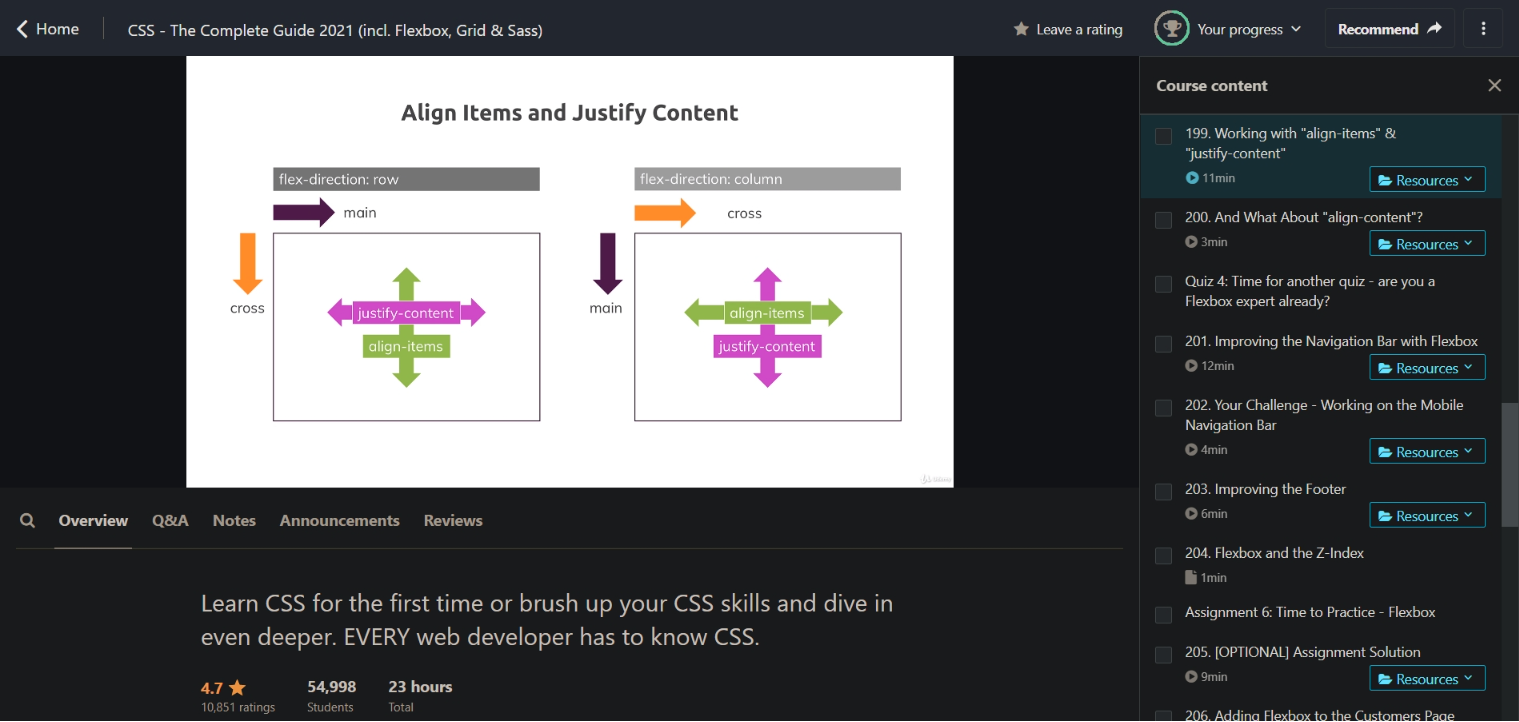 Home
CSS - The Complete Guide 2021 (incl. Flexbox, Grid & Sass)
Leave a rating
Your progress
Recommend
Align Items and Justify Content
flex-direction: row
main
cross
justify-content
align-items
flex-direction: column
cross
main
align-items
justify-content
Overview
Q&A
Notes
Announcements
Reviews
Learn CSS for the first time or brush up your CSS skills and dive in
even deeper. EVERY web developer has to know CSS.
4.7
10,851 ratings
54,998
Students
23 hours
Total
Course content
199. Working with "align-items" &
"justify-content"
11min
Resources
200. And What About "align-content"?
3min
Resources
Quiz 4: Time for another quiz - are you a
Flexbox expert already?
201. Improving the Navigation Bar with Flexbox
12min
Resources
202. Your Challenge - Working on the Mobile
Navigation Bar
4min
Resources
203. Improving the Footer
6min
Resources
204. Flexbox and the Z-Index
1min
Assignment 6: Time to Practice - Flexbox
205. [OPTIONAL] Assignment Solution
9min
Resources
206. Adding Flexbox to the Customers Page